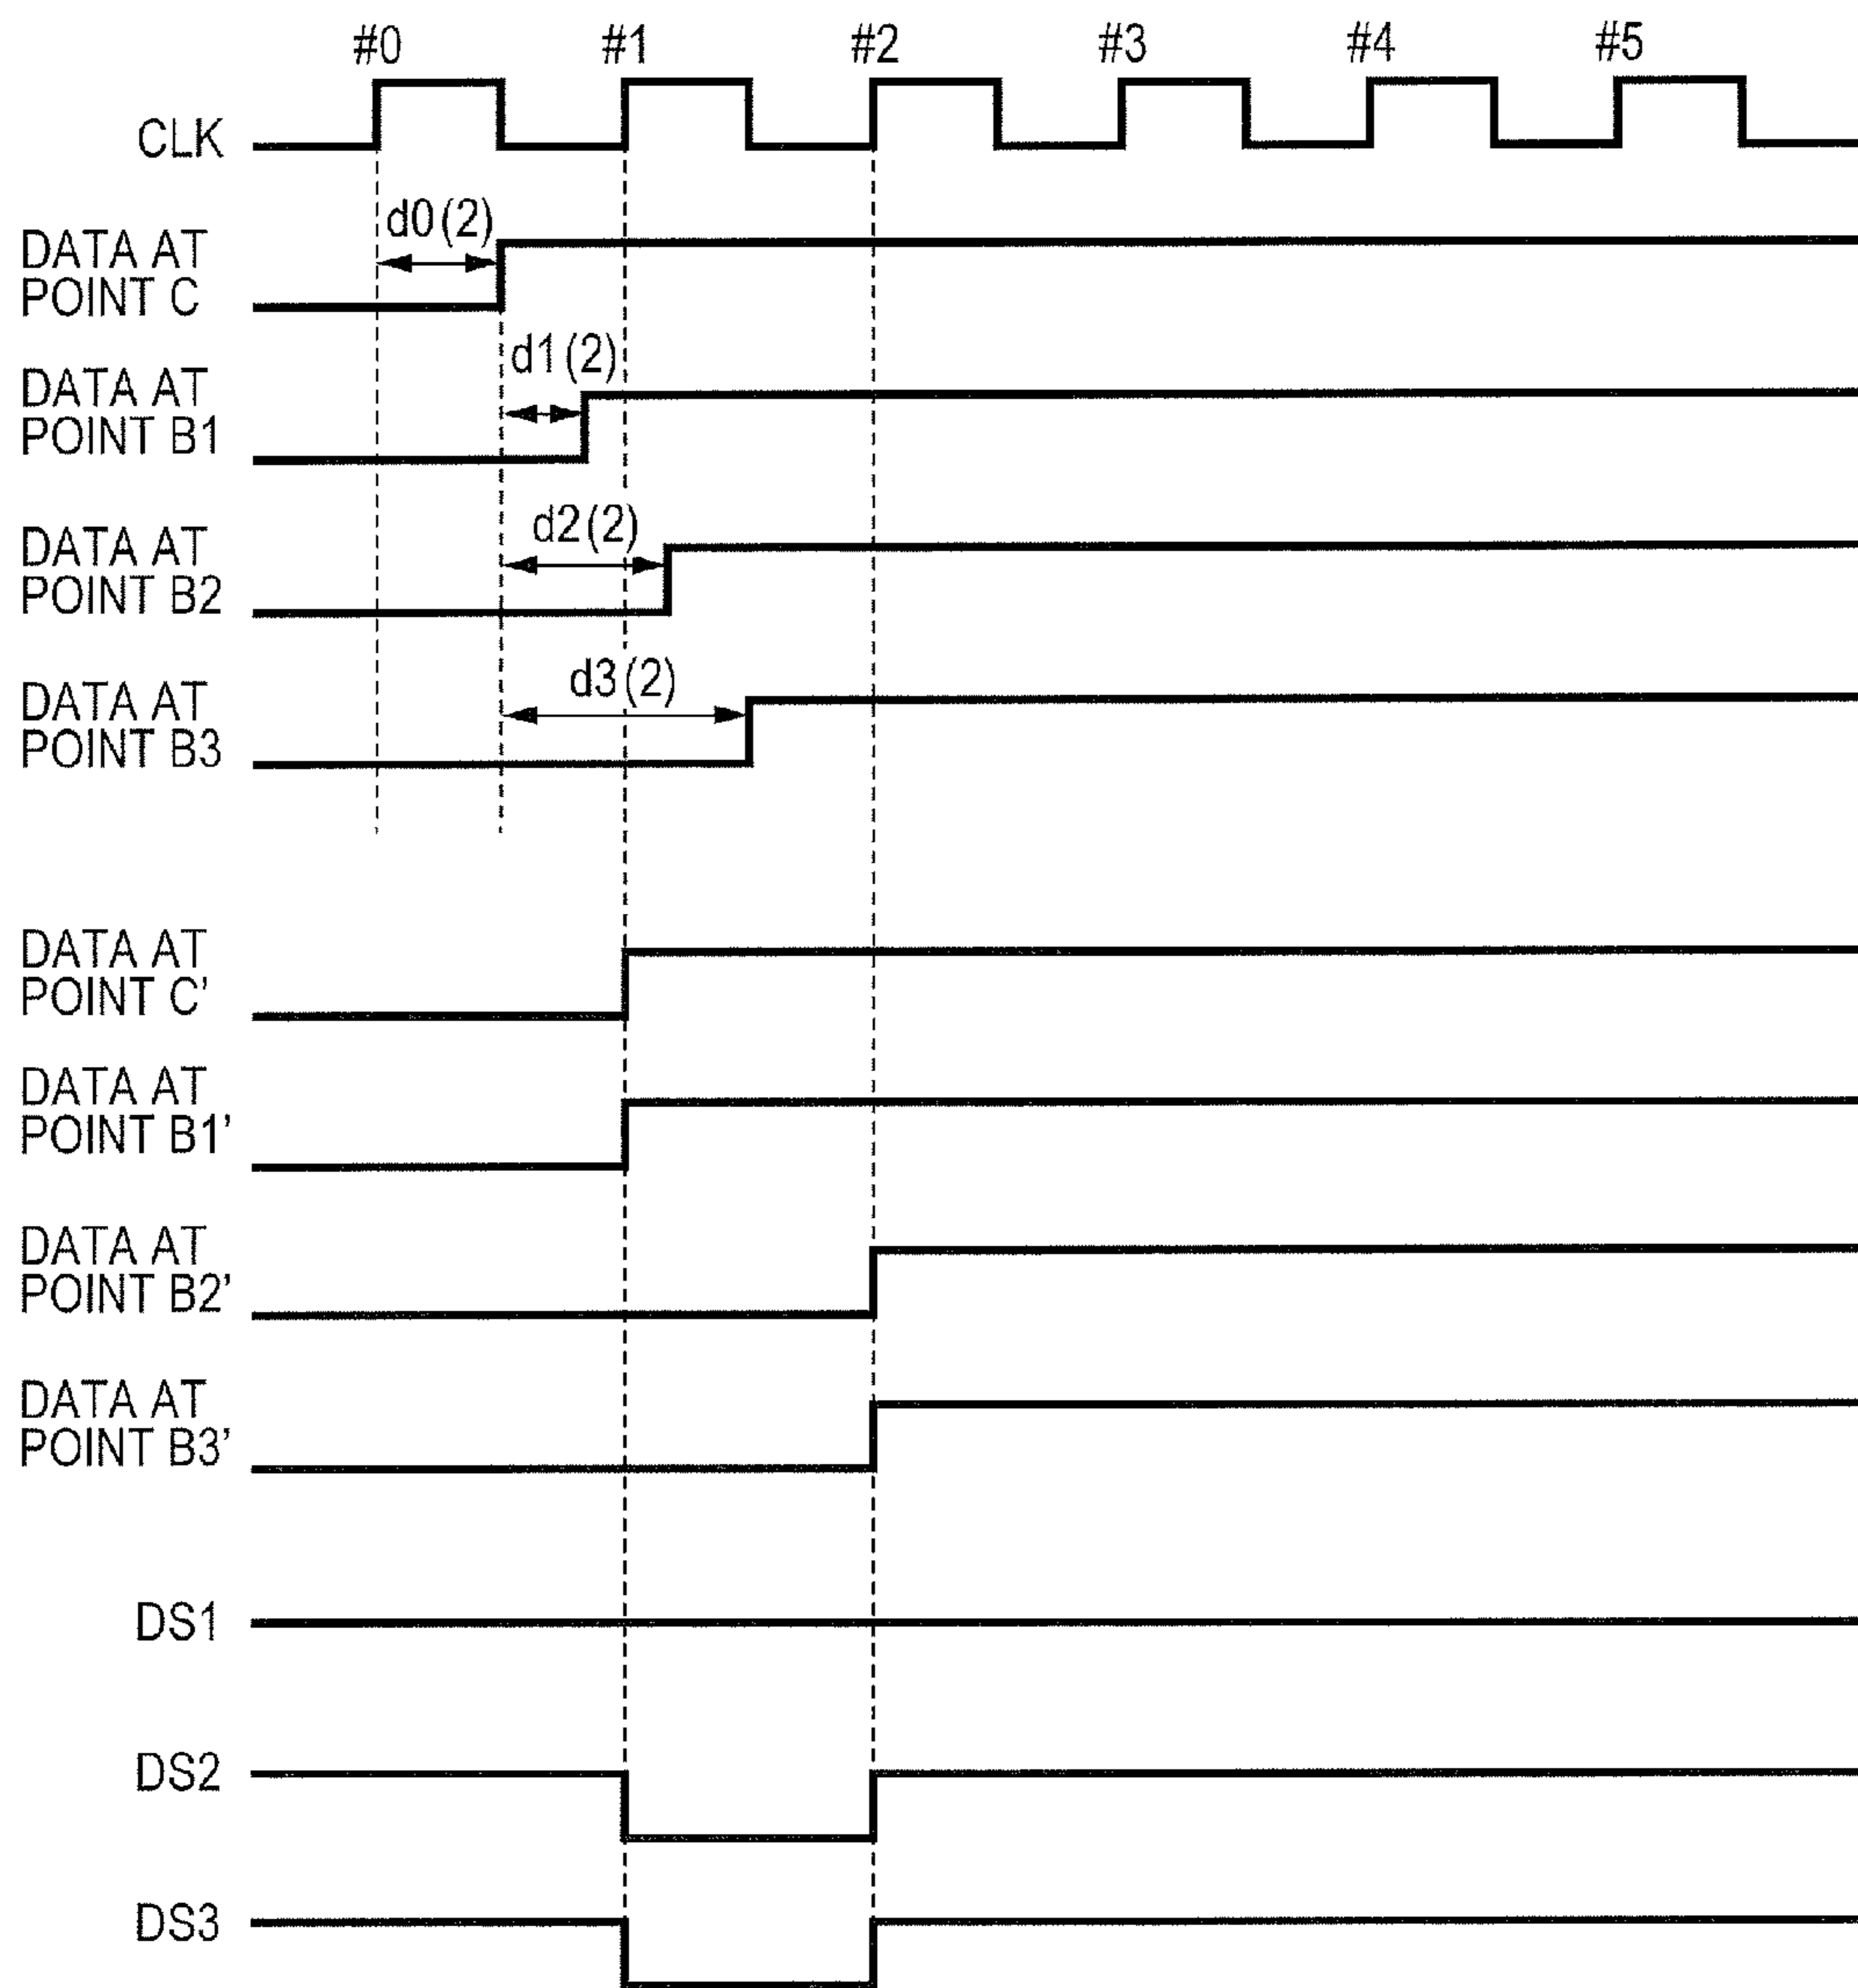 #0 #1 #2 #3 #4 #5
CLK
d0(2)
DATA AT
POINT C
d1(2)
DATA AT
POINT B1
d2(2)
DATA AT
POINT B2
d3(2)
DATA AT
POINT B3
DATA AT
POINT C’
DATA AT
POINT B1’
DATA AT
POINT B2’
DATA AT
POINT B3’
DS1
DS2
DS3